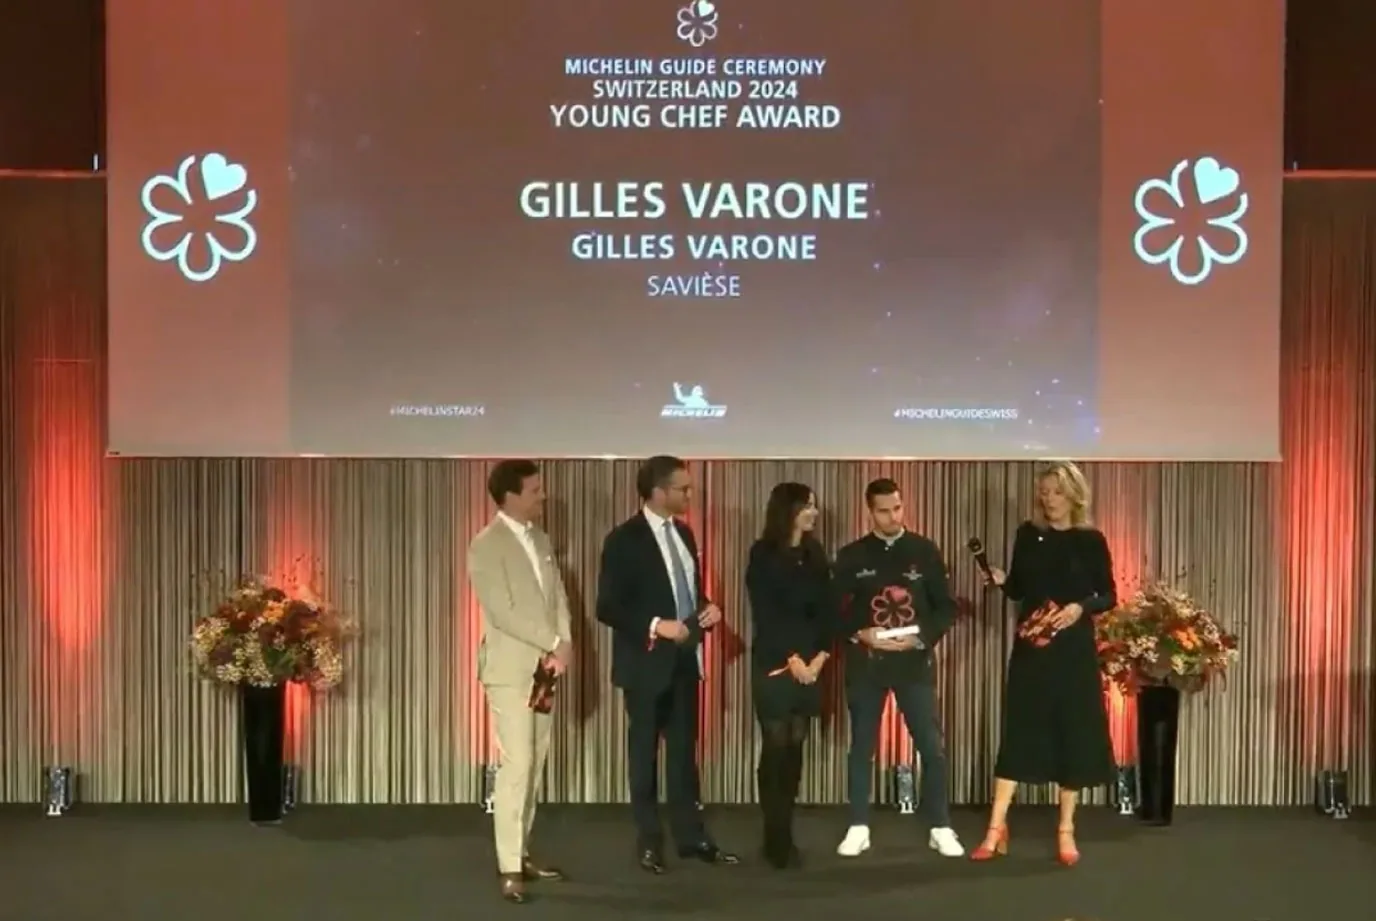 MICHELIN GUIDE CEREMONY
SWITZERLAND 2024
YOUNG CHEF AWARD
GILLES VARONE
GILLES VARONE
SAVIÈSE
#MICHELINSTAR24
MICHELIN
#MICHELINGUIDESWISS